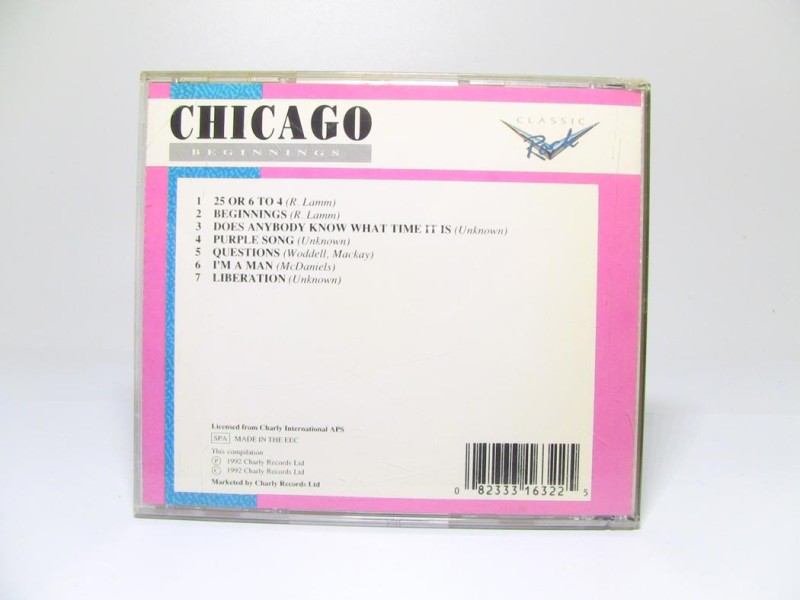 CHICAGO
BEGINNINGS
CLASSIC
Rock
1 25 OR 6 TO 4 (R. Lamm)
2 BEGINNINGS (R. Lamm)
3 DOES ANYBODY KNOW WHAT TIME IT IS (Unknown)
4 PURPLE SONG (Unknown)
5 QUESTIONS (Woddell, Mackay)
6 I'M A MAN (McDaniels)
7 LIBERATION (Unknown)
Licensed from Charly International APS
SPA MADE IN THE EEC
This compilation
Ⓟ 1992 Charly Records Ltd
© 1992 Charly Records Ltd
Marketed by Charly Records Ltd
0 82333 16322 5